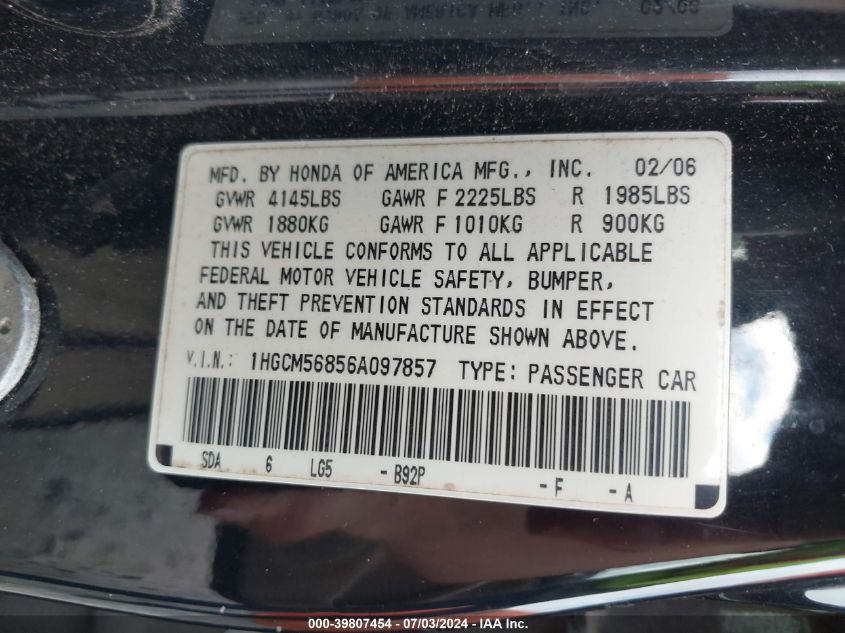 MFD. BY HONDA OF AMERICA MFG., INC. 02/06
GVWR 4145LBS GAWR F 2225LBS R 1985LBS
GVWR 1880KG GAWR F 1010KG R 900KG
THIS VEHICLE CONFORMS TO ALL APPLICABLE
FEDERAL MOTOR VEHICLE SAFETY, BUMPER,
AND THEFT PREVENTION STANDARDS IN EFFECT
ON THE DATE OF MANUFACTURE SHOWN ABOVE.
V.I.N.: 1HGCM56856A097857 TYPE: PASSENGER CAR
SDA 6 LG5 - B92P - F - A
000-39807454 - 07/03/2024 - IAA Inc.